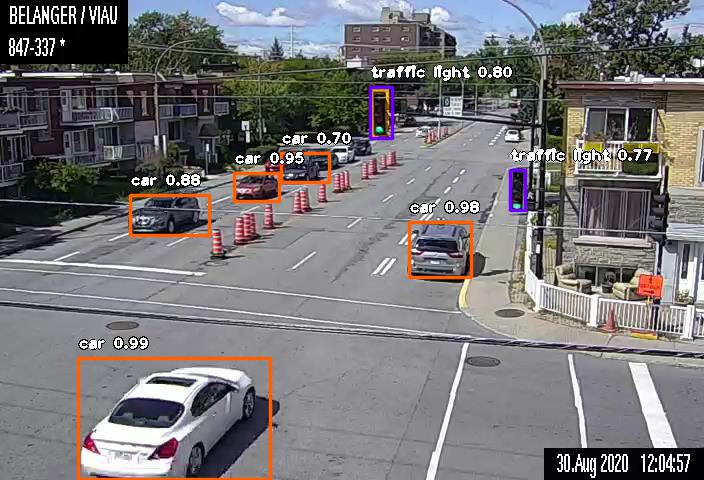 BELANGER / VIAU
847-337 *
traffic light 0.80
car 0.70
car 0.95
traffic light 0.77
car 0.88
car 0.98
car 0.99
30.Aug 2020 12:04:57